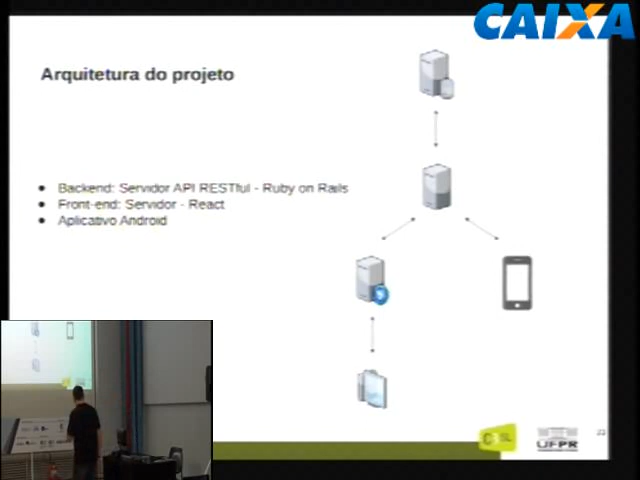 CAIXA
Arquitetura do projeto
Backend: Servidor API RESTful - Ruby on Rails
Front-end: Servidor - React
Aplicativo Android
UFPR